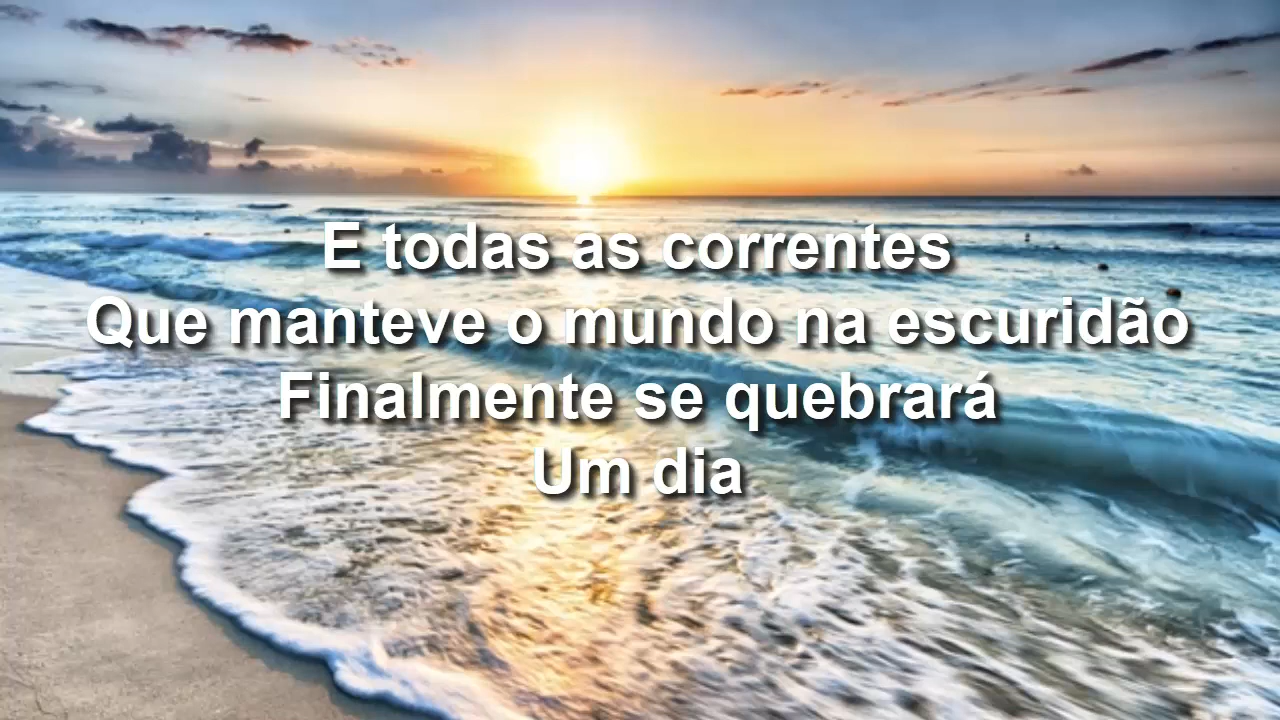 E todas as correntes
Que manteve o mundo na escuridão
Finalmente se quebrará
Um dia